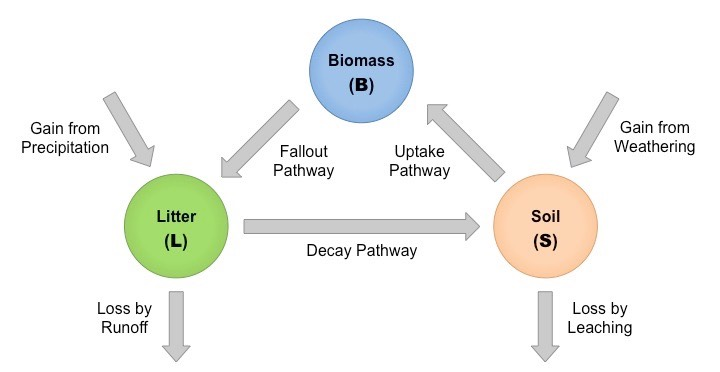 Biomass
(B)
Gain from
Precipitation
Fallout
Pathway
Uptake
Pathway
Gain from
Weathering
Litter
(L)
Decay Pathway
Soil
(S)
Loss by
Runoff
Loss by
Leaching